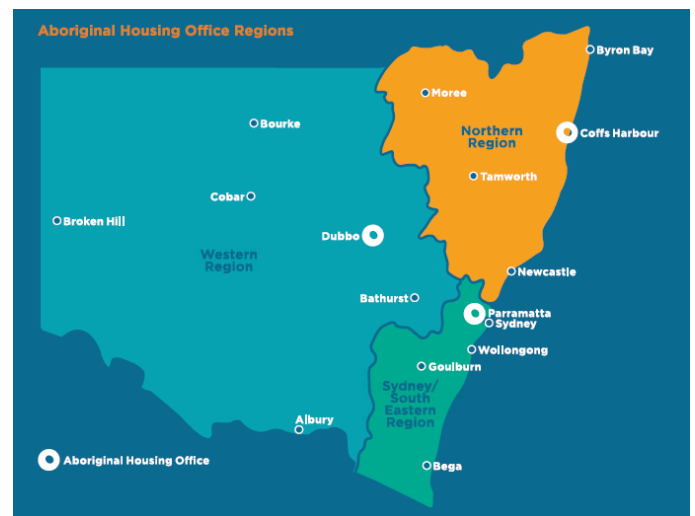 Aboriginal Housing Office Regions
Byron Bay
Moree
Bourke
Northern
Region
Coffs Harbour
Tamworth
Cobar
Broken Hill
Dubbo
Western
Region
Newcastle
Bathurst
Parramatta
Sydney
Wollongong
Goulburn
Sydney/
South
Eastern
Region
Albury
Aboriginal Housing Office
Bega